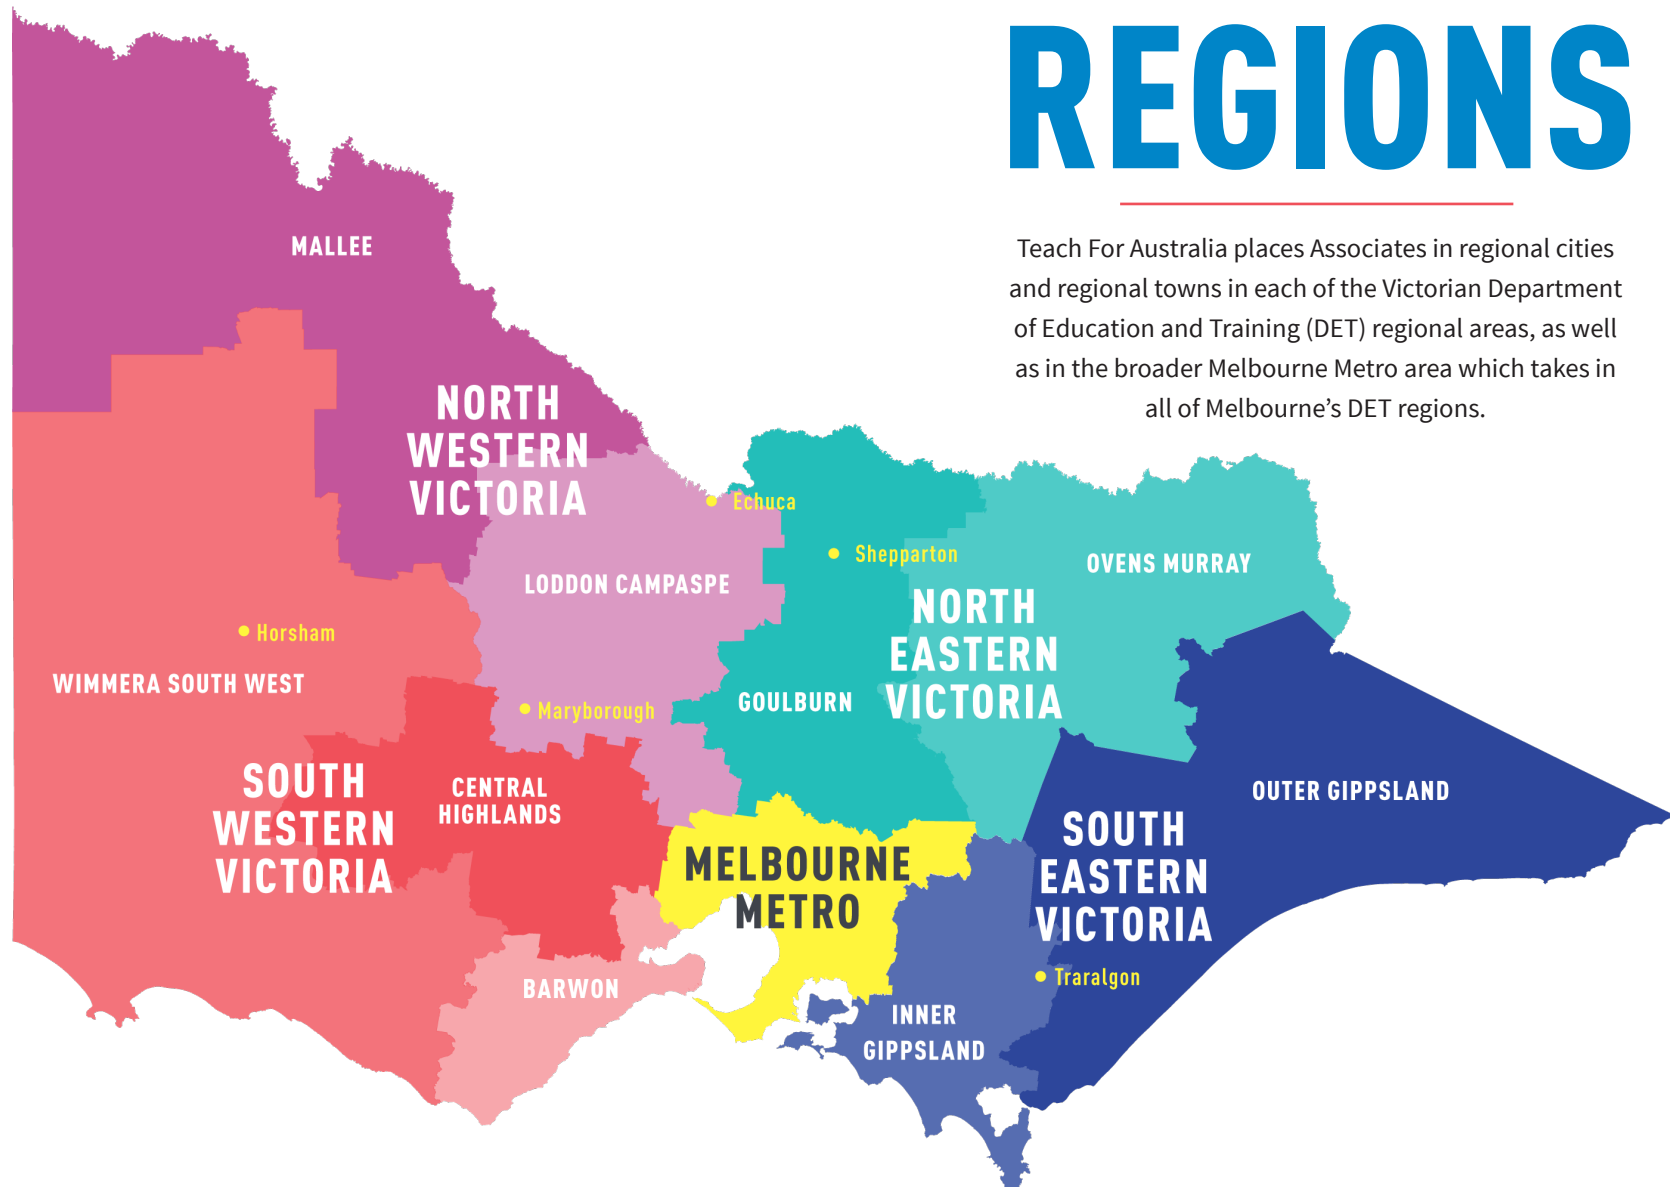 REGIONS
Teach For Australia places Associates in regional cities
and regional towns in each of the Victorian Department
of Education and Training (DET) regional areas, as well
as in the broader Melbourne Metro area which takes in
all of Melbourne’s DET regions.
MALLEE
NORTH
WESTERN
VICTORIA
Echuca
Shepparton
OVENS MURRAY
LODDON CAMPASPE
NORTH
EASTERN
VICTORIA
Horsham
WIMMERA SOUTH WEST
GOULBURN
Maryborough
SOUTH
WESTERN
VICTORIA
CENTRAL
HIGHLANDS
OUTER GIPPSLAND
SOUTH
EASTERN
VICTORIA
MELBOURNE
METRO
Traralgon
BARWON
INNER
GIPPSLAND